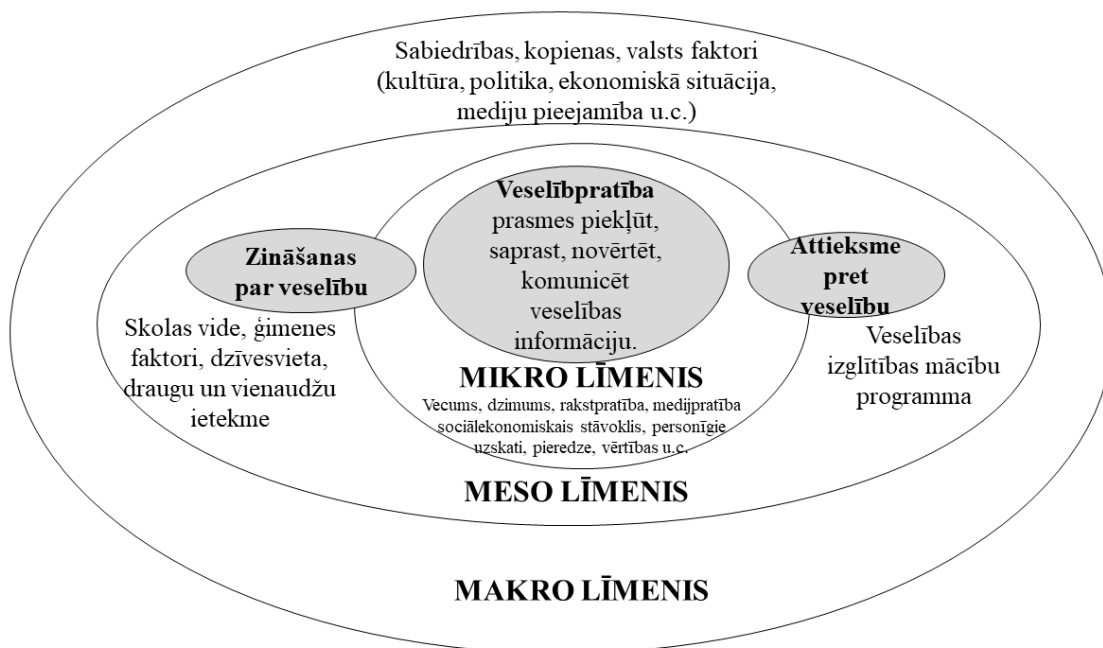 Sabiedrības, kopienas, valsts faktori
(kultūra, politika, ekonomiskā situācija,
mediju pieejamība u.c.)
Veselībpratība
prasmes piekļūt,
saprast, novērtēt,
komunicēt
veselības
informāciju.
Zināšanas
par veselību
Attieksme
pret
veselību
Skolas vide, ģimenes
faktori, dzīvesvieta,
draugu un vienaudžu
ietekme
Veselības
izglītības mācību
programma
MIKRO LĪMENIS
Vecums, dzimums, rakstpratība, medijpratība
sociālekonomiskais stāvoklis, personīgie
uzskati, pieredze, vērtības u.c.
MESO LĪMENIS
MAKRO LĪMENIS